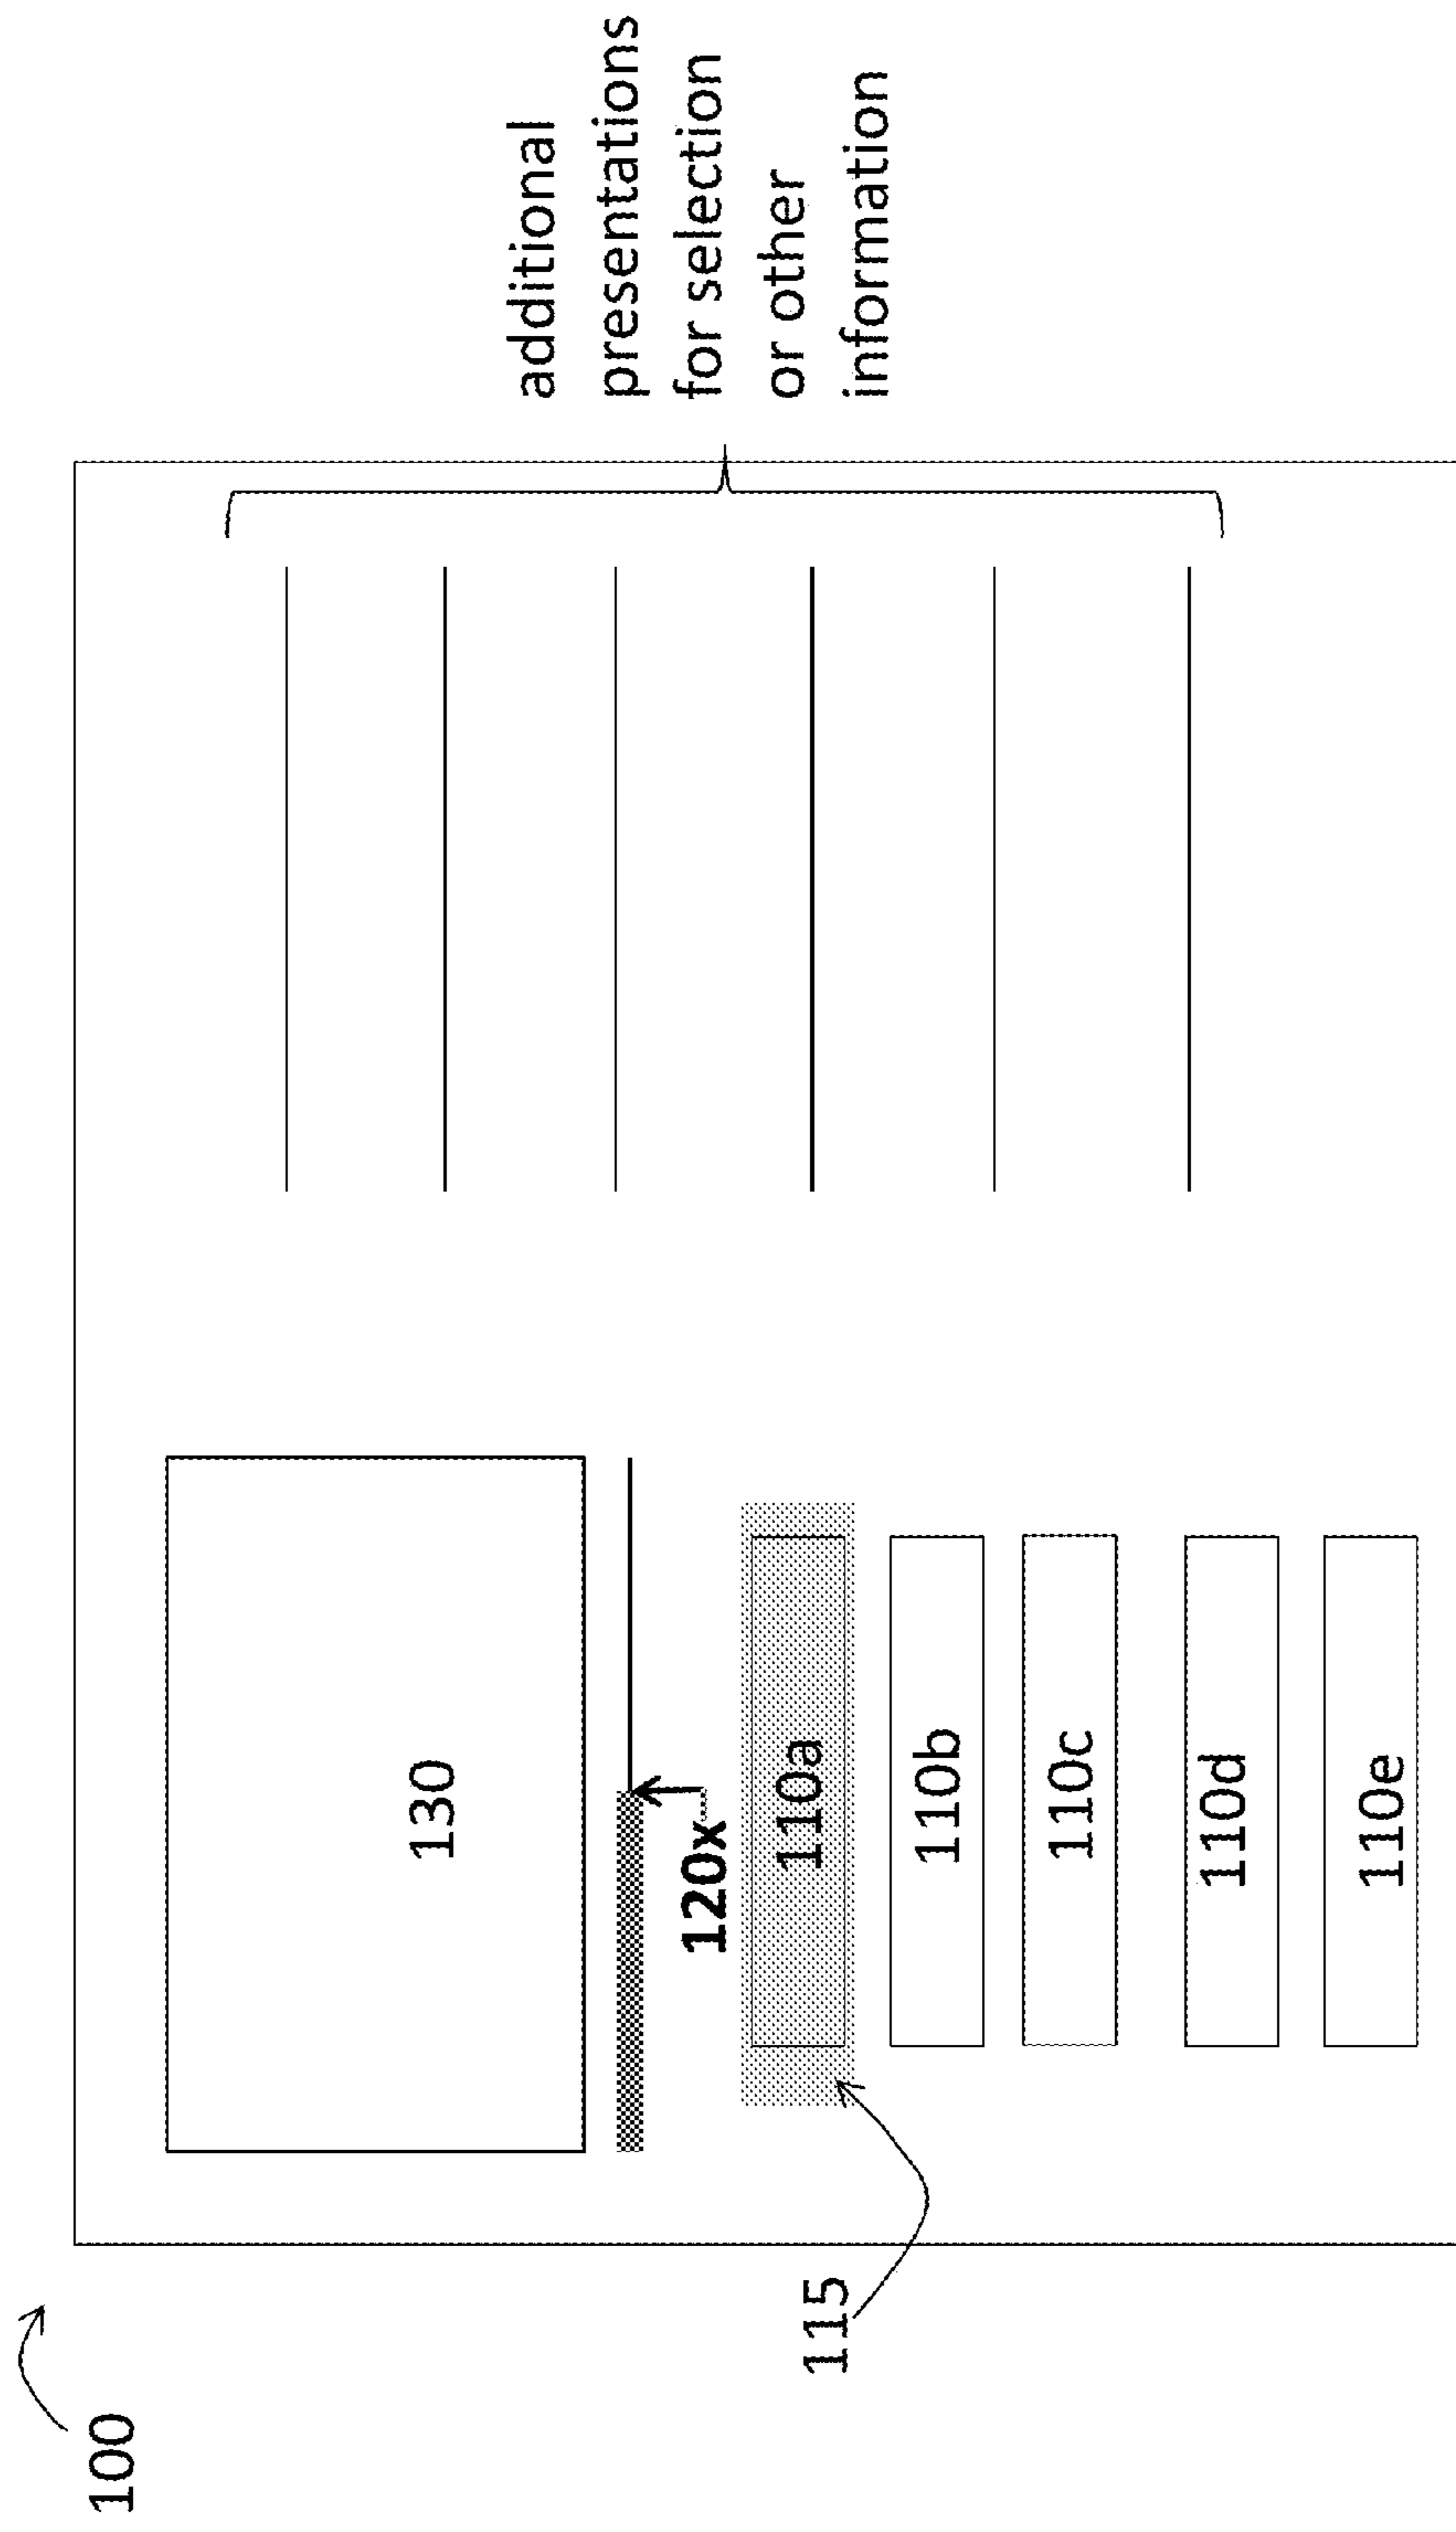 100
130
120x
115
110a
110b
110c
110d
110e
additional
presentations
for selection
or other
information